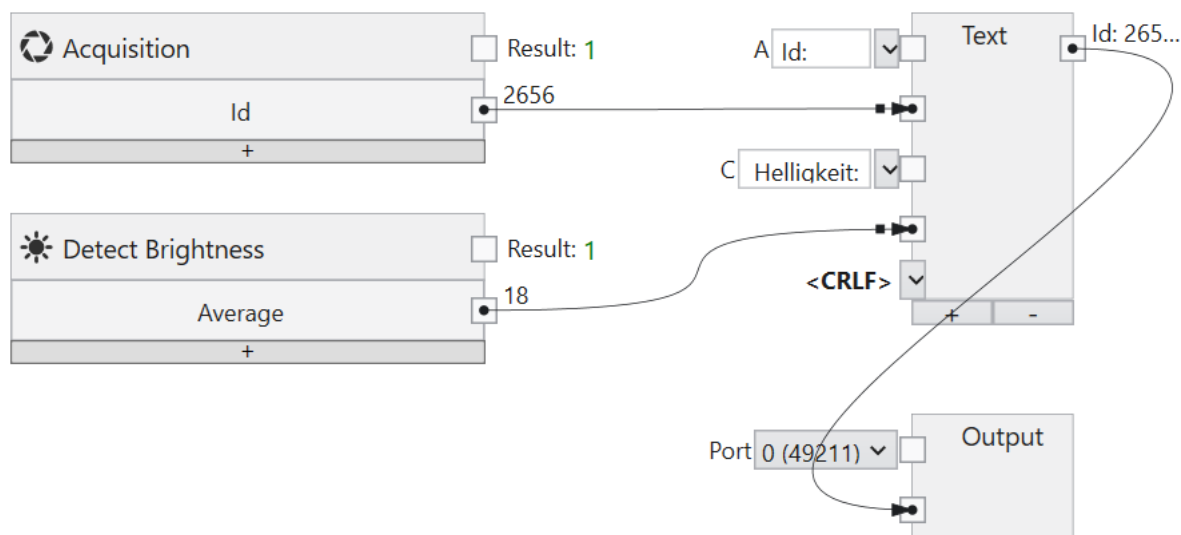 Acquisition
Result: 1
Id
2656
+
Detect Brightness
Result: 1
Average
18
+
Text
Id: 265...
A Id:
C Helligkeit:
<CRLF>
+ -
Output
Port 0 (49211)